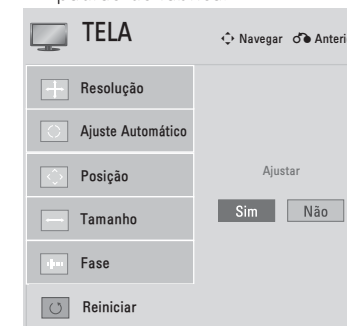 TELA
Navegar
Resolução
Ajuste Automático
Posição
Ajustar
Tamanho
Sim Não
Fase
Reiniciar